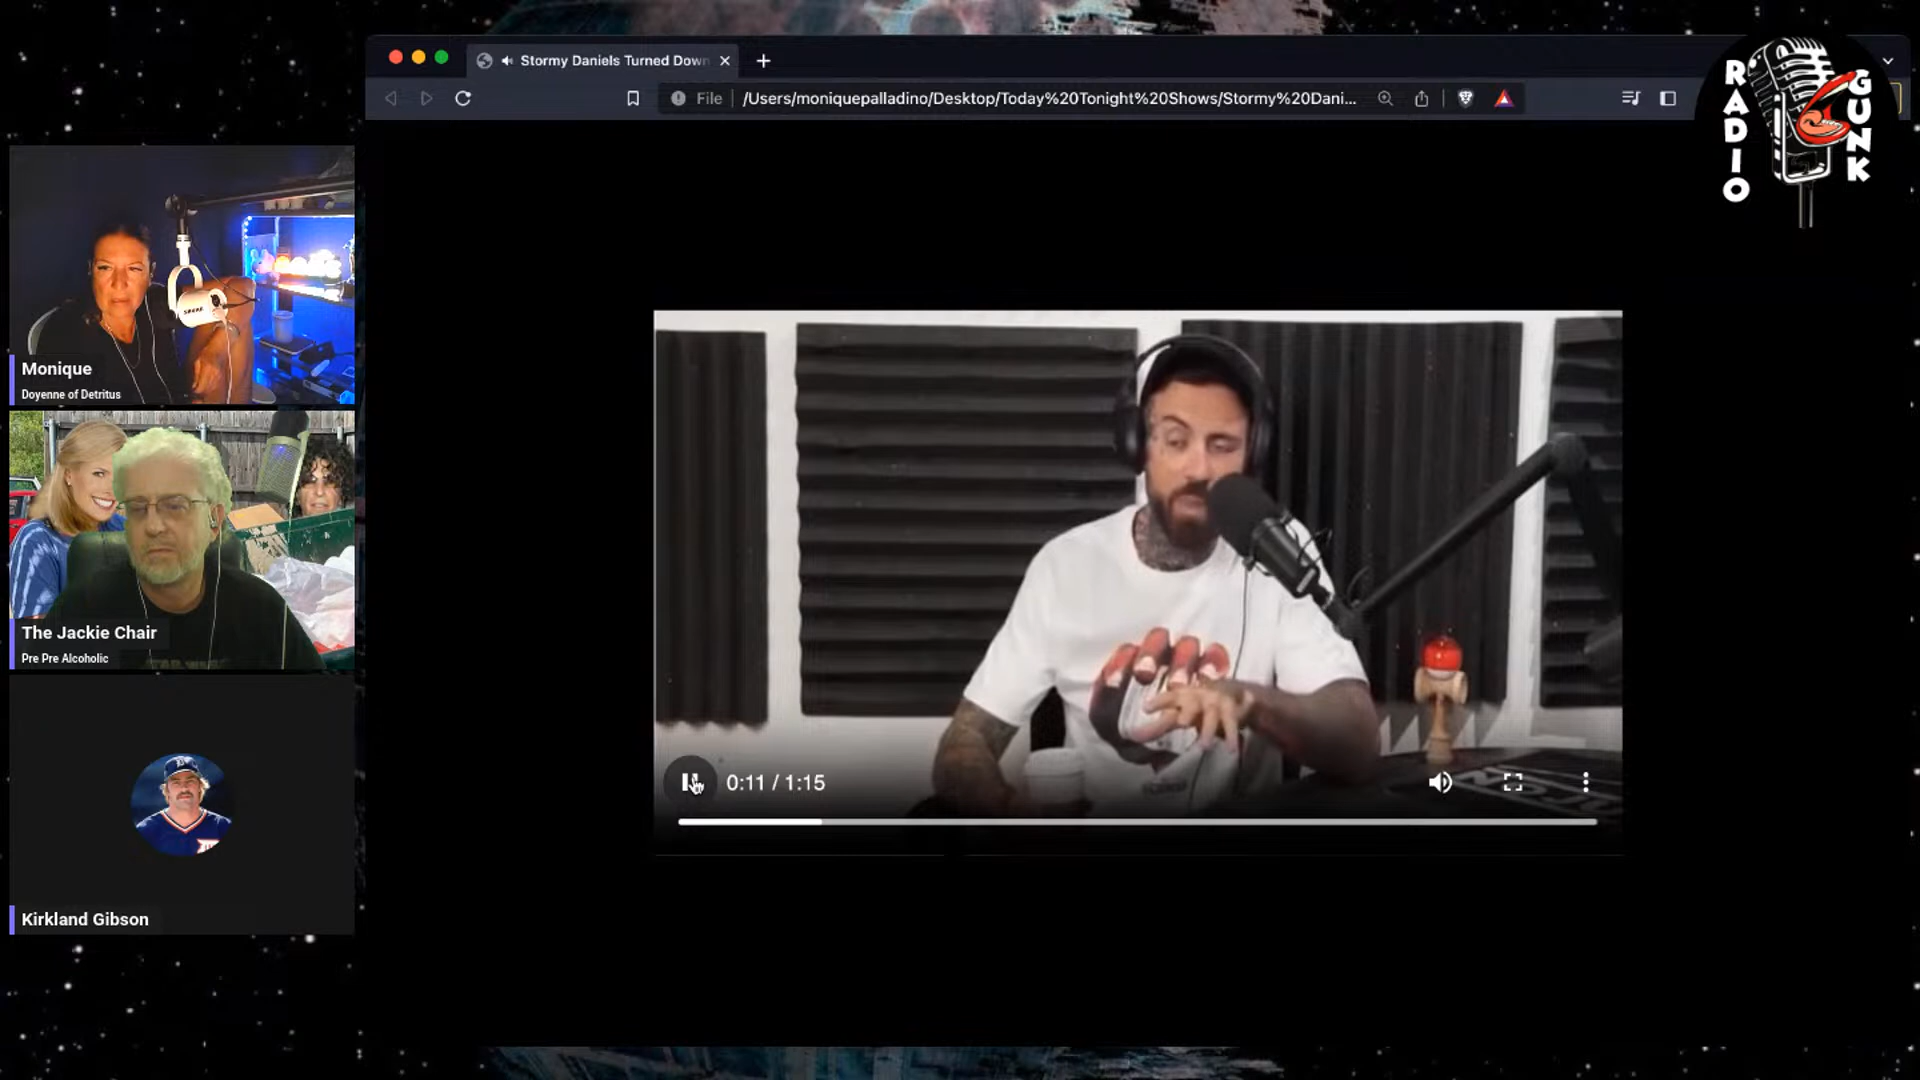 Stormy Daniels Turned Down
File
/Users/moniquepalladino/Desktop/Today%20Tonight%20Shows/Stormy%20Dani...
RADIO
GUNK
SHURE
Monique
Doyenne of Detritus
The Jackie Chair
Pre Pre Alcoholic
0:11 / 1:15
Kirkland Gibson